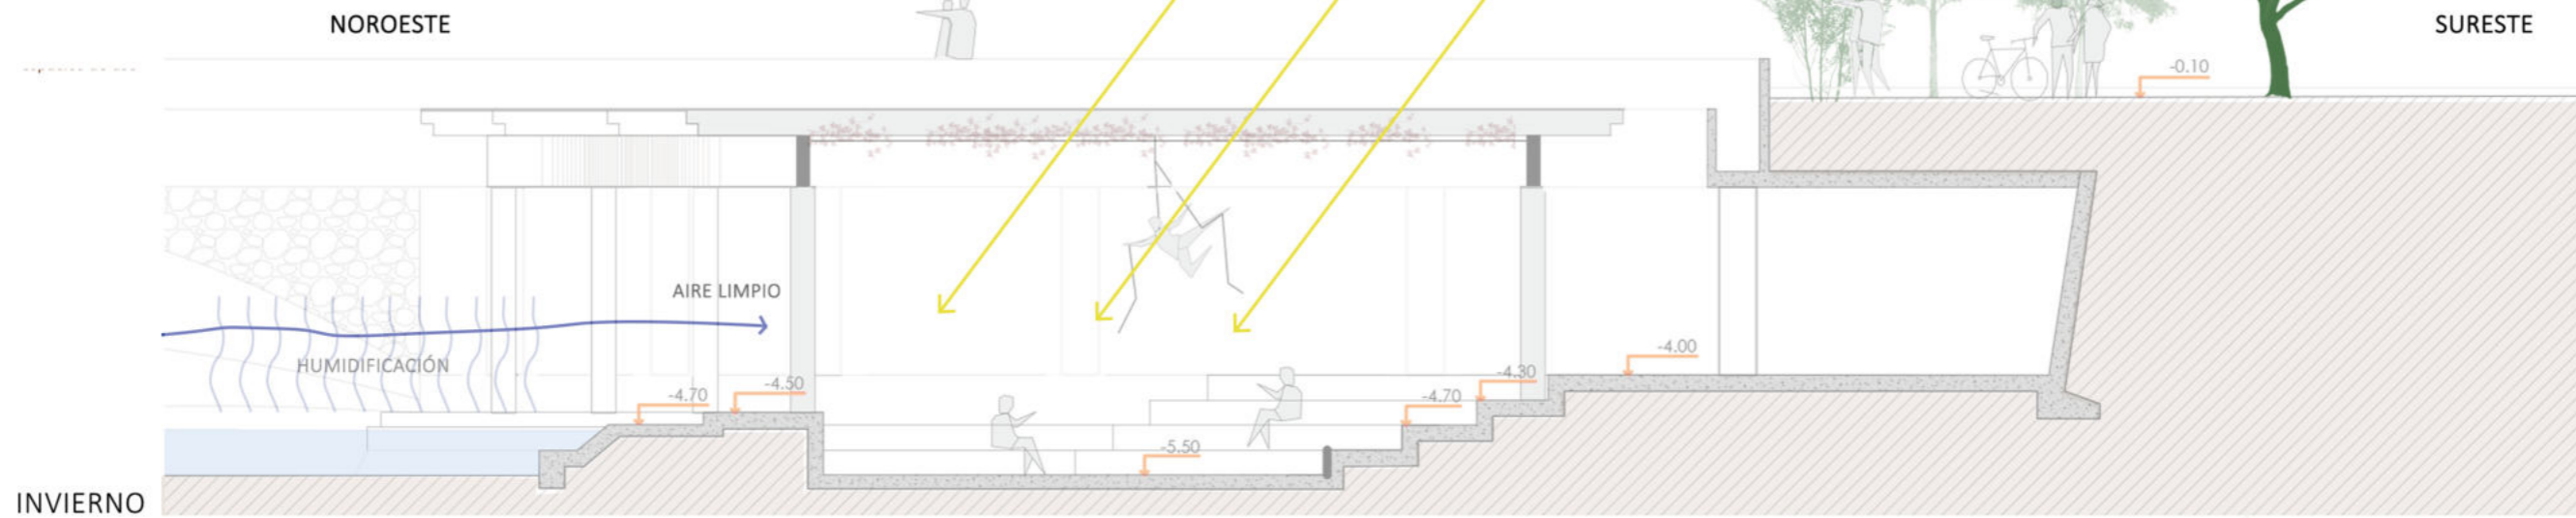 NOROESTE
SURESTE
-0.10
AIRE LIMPIO
HUMIDIFICACIÓN
-4.00
-4.30
-4.50
-4.70
-4.70
-5.50
INVIERNO